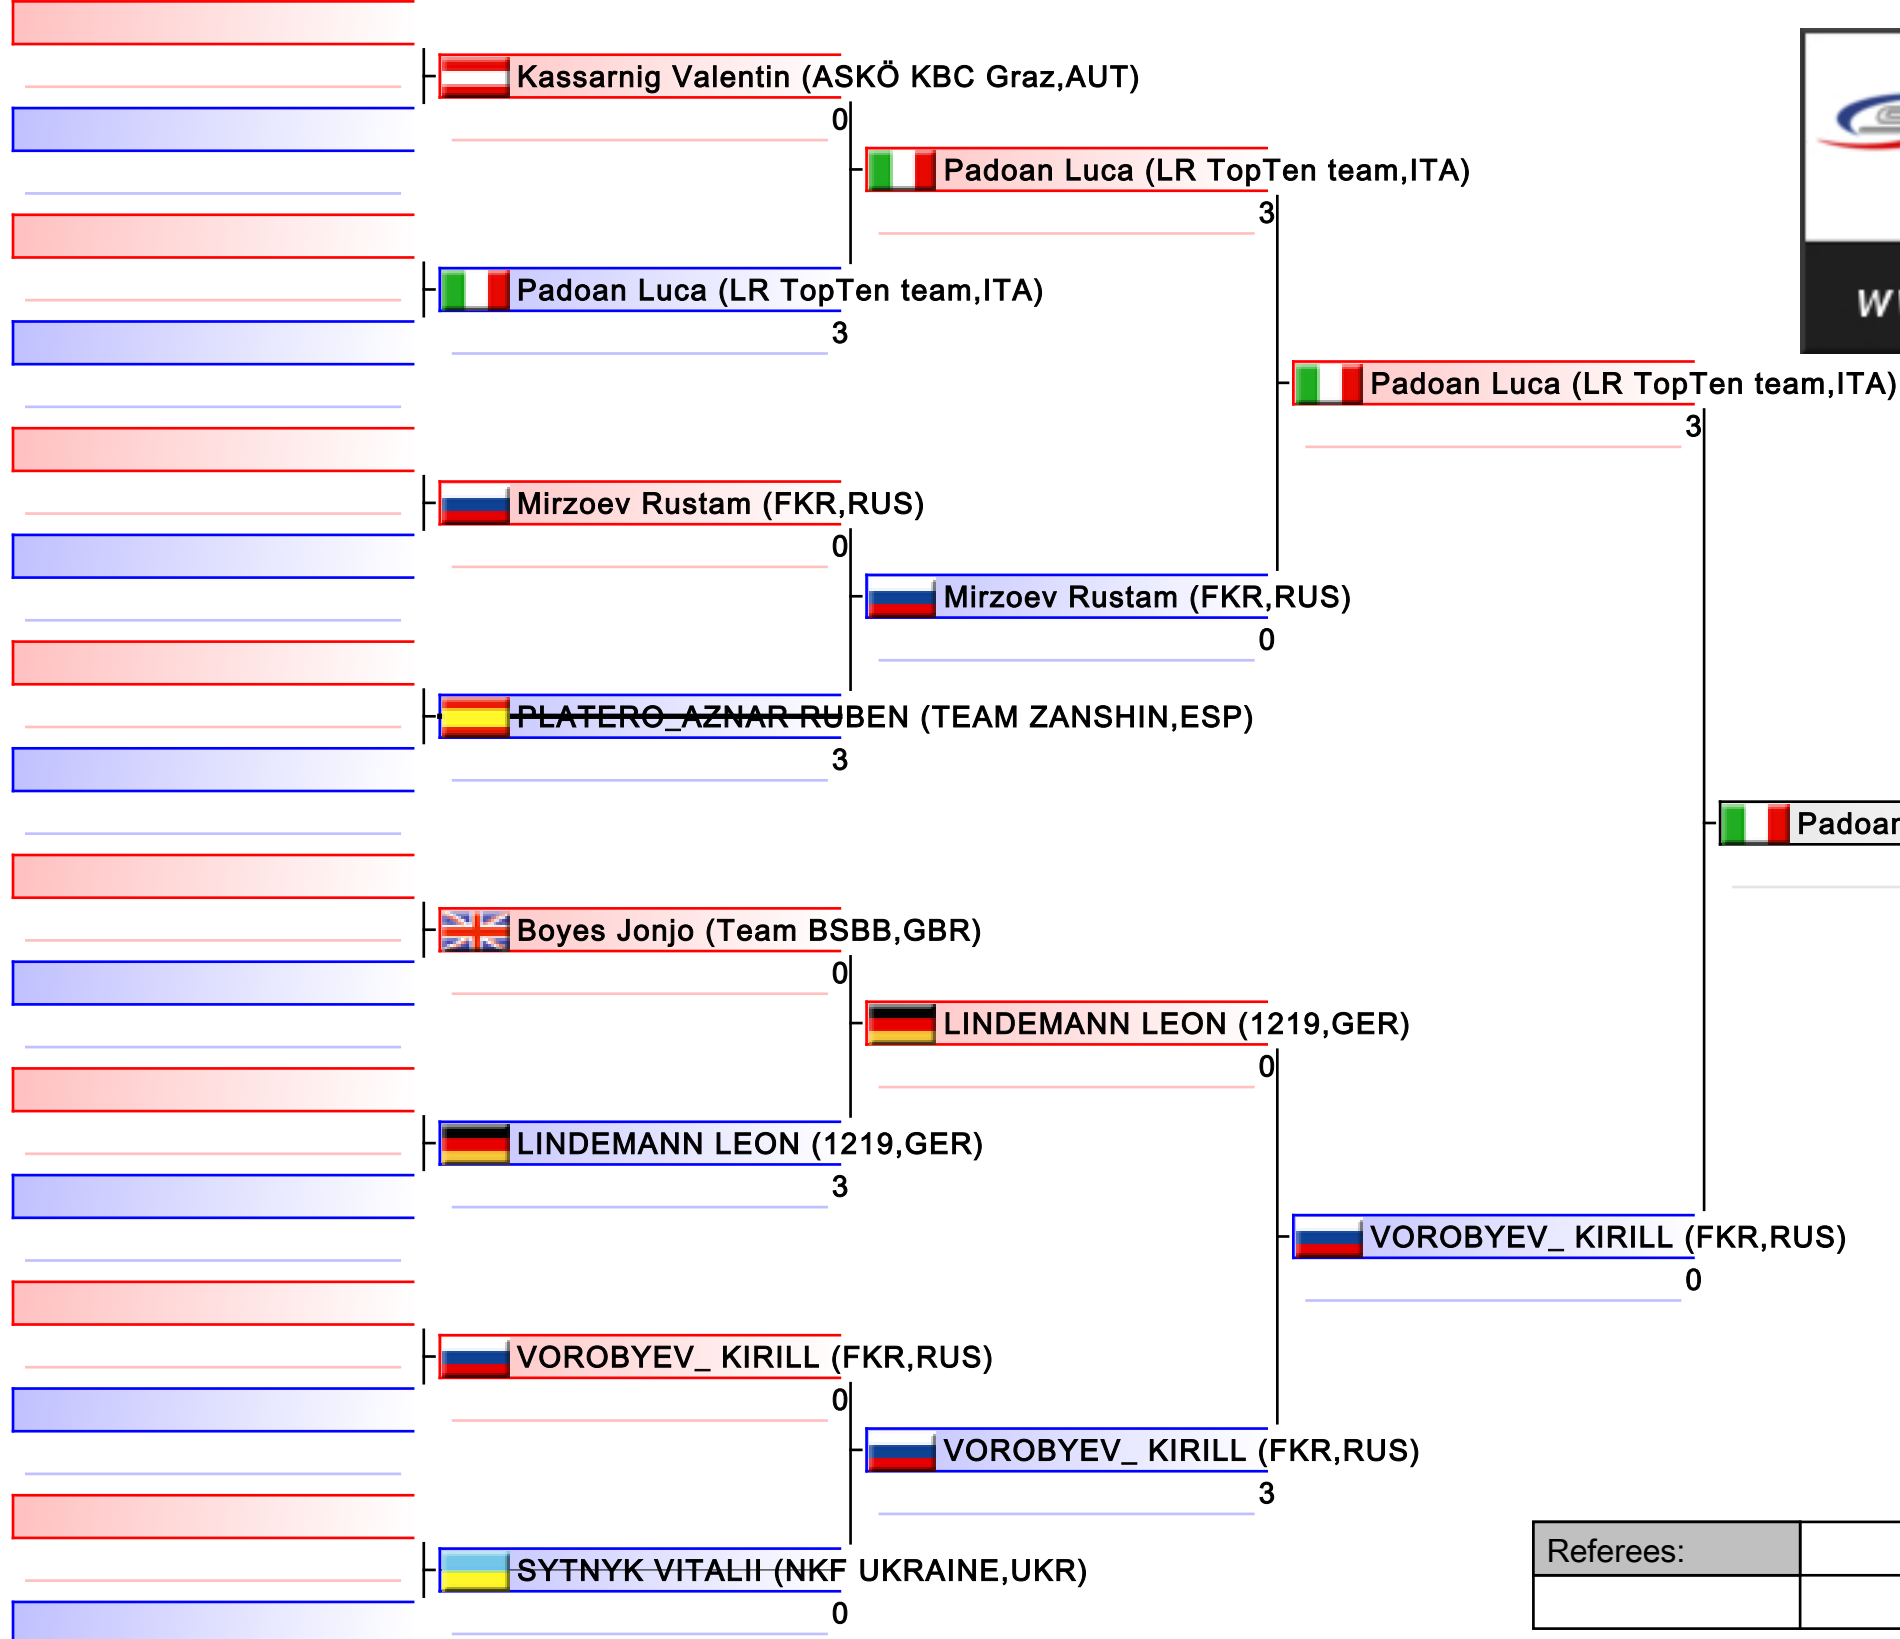 Kassarnig Valentin (ASKÖ KBC Graz,AUT)
0
Padoan Luca (LR TopTen team,ITA)
3
Padoan Luca (LR TopTen team,ITA)
3
Padoan Luca (LR TopTen team,ITA)
3
Mirzoev Rustam (FKR,RUS)
0
Mirzoev Rustam (FKR,RUS)
0
PLATERO_AZNAR RUBEN (TEAM ZANSHIN,ESP)
3
Padoan
Boyes Jonjo (Team BSBB,GBR)
0
LINDEMANN LEON (1219,GER)
0
LINDEMANN LEON (1219,GER)
3
VOROBYEV_ KIRILL (FKR,RUS)
0
VOROBYEV_ KIRILL (FKR,RUS)
0
VOROBYEV_ KIRILL (FKR,RUS)
3
SYTNYK VITALII (NKF UKRAINE,UKR)
0
Referees: